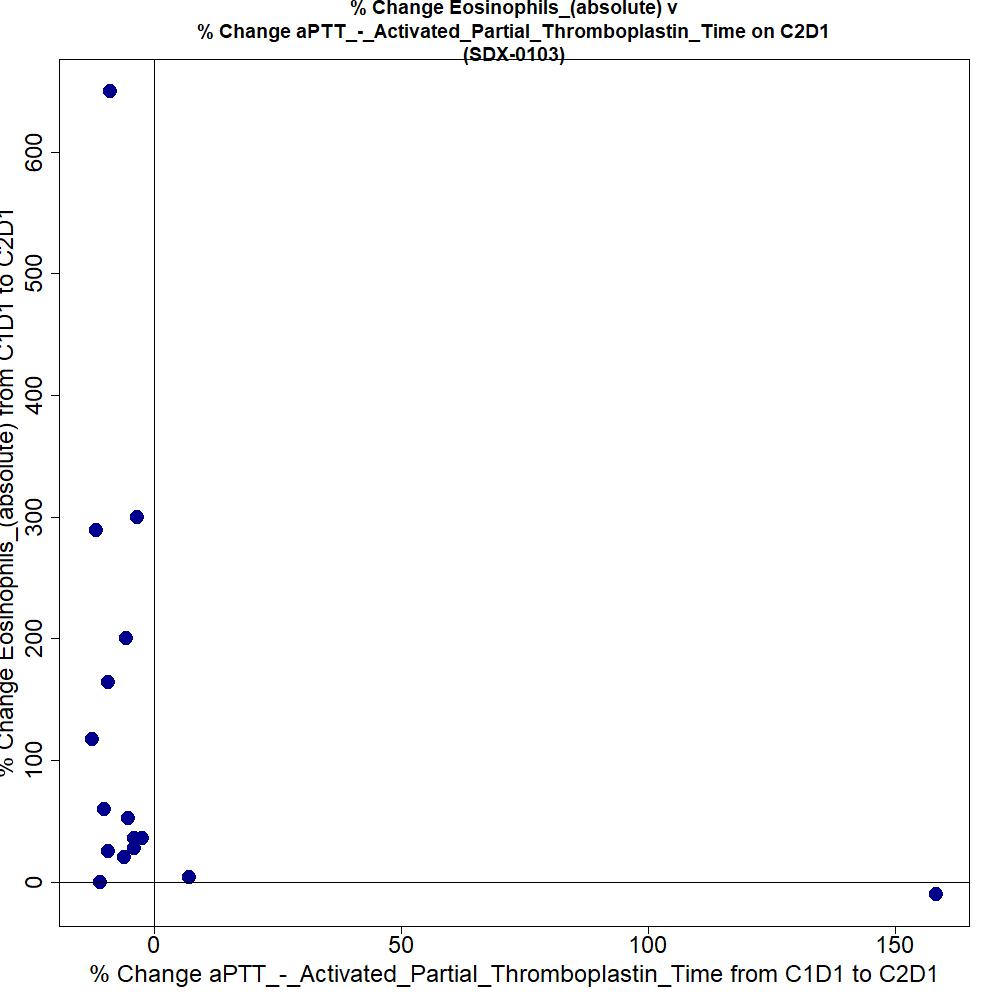 % Change Eosinophils_(absolute) v
% Change aPTT_-_Activated_Partial_Thromboplastin_Time on C2D1
(SDX-0103)
% Change Eosinophils_(absolute) from C1D1 to C2D1
600
500
400
300
200
100
0
0 50 100 150
% Change aPTT_-_Activated_Partial_Thromboplastin_Time from C1D1 to C2D1